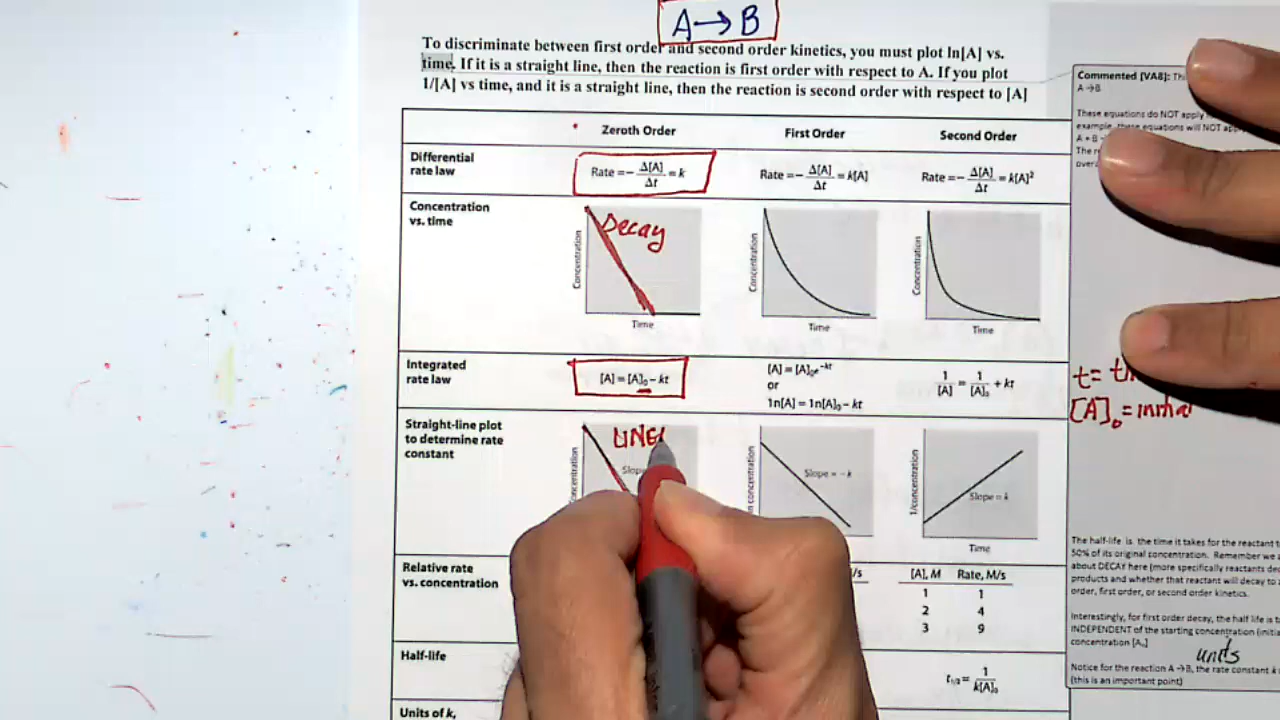 A→B
To discriminate between first order and second order kinetics, you must plot ln[A] vs.
time. If it is a straight line, then the reaction is first order with respect to A. If you plot
1/[A] vs time, and it is a straight line, then the reaction is second order with respect to [A]
Zeroth Order First Order Second Order
Differential
rate law
Rate = − Δ[A]/Δt = k
Rate = − Δ[A]/Δt = k[A]
Rate = − Δ[A]/Δt = k[A]²
Concentration
vs. time
Decay
Concentration
Time
Concentration
Time
Concentration
Time
Integrated
rate law
[A] = [A]₀ − kt
[A] = [A]₀e⁻ᵏᵗ
or
ln[A] = ln[A]₀ − kt
1/[A] = 1/[A]₀ + kt
Straight-line plot
to determine rate
constant
LINE
Slope = −k
1/concentration
Slope = k
Time
Relative rate
vs. concentration
[A], M Rate, M/s
1 1
2 4
3 9
Half-life
t₁/₂ = 1/k[A]₀
Units of k,
Commented [VA8]:
A→B
These equations do NOT apply
example, these equations will NOT
A + B
t=
[A]₀ = initial
The half-life is the time it takes for the reactant
50% of its original concentration. Remember we
about DECAY here (more specifically reactants
products and whether that reactant will decay to
order, first order, or second order kinetics.
Interestingly, for first order decay, the half life is
INDEPENDENT of the starting concentration
concentration [A₀]
units
Notice for the reaction A→B, the rate constant
(this is an important point)